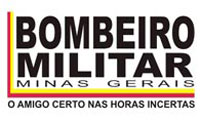 BOMBEIRO
MILITAR
MINAS GERAIS
O AMIGO CERTO NAS HORAS INCERTAS